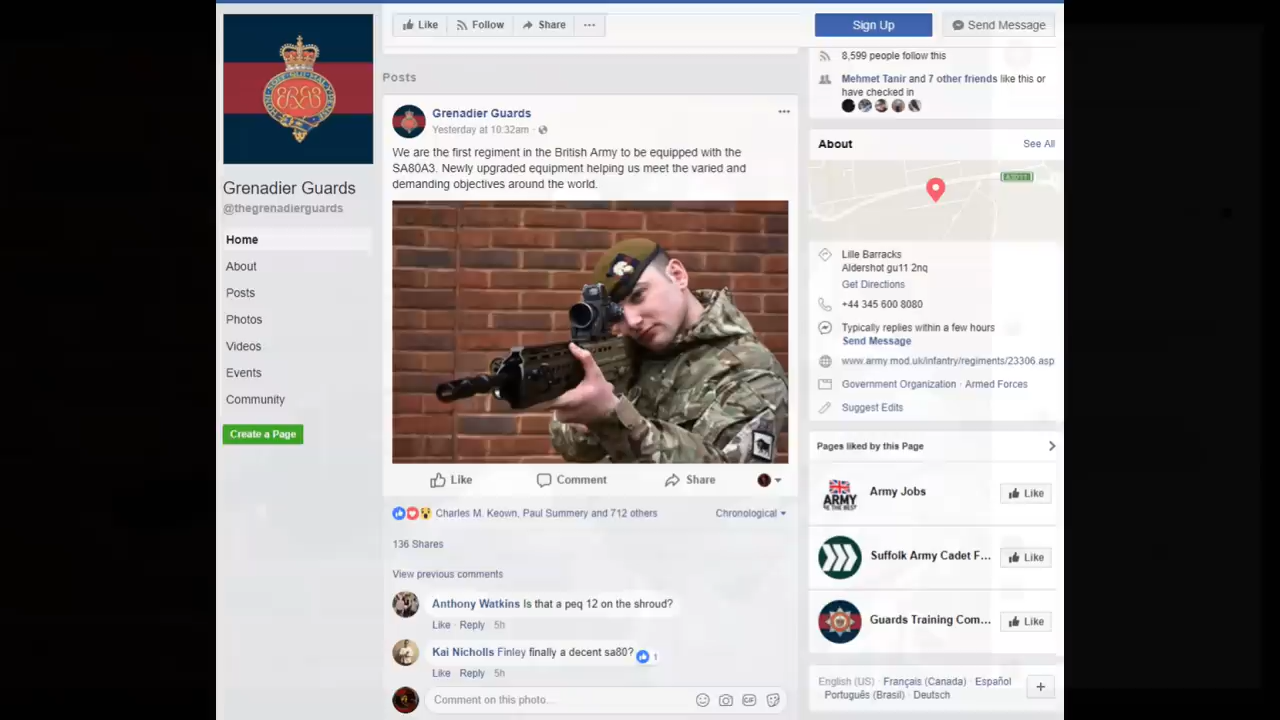 Like
Follow
Share
Sign Up
Send Message
Grenadier Guards
@thegrenadierguards
Home
About
Posts
Photos
Videos
Events
Community
Create a Page
Posts
Grenadier Guards
Yesterday at 10:32am ·
We are the first regiment in the British Army to be equipped with the
SA80A3. Newly upgraded equipment helping us meet the varied and
demanding objectives around the world.
Like
Comment
Share
Charles M. Keown, Paul Summery and 712 others
Chronological
136 Shares
View previous comments
Anthony Watkins Is that a peq 12 on the shroud?
Like · Reply · 5h
Kai Nicholls Finley finally a decent sa80?
1
Like · Reply · 5h
Comment on this photo...
GIF
8,599 people follow this
Mehmet Tanir and 7 other friends like this or
have checked in
About
See All
Lille Barracks
Aldershot gu11 2nq
Get Directions
+44 345 600 8080
Typically replies within a few hours
Send Message
www.army.mod.uk/infantry/regiments/23306.asp
Government Organization · Armed Forces
Suggest Edits
Pages liked by this Page
ARMY
BE THE BEST
Army Jobs
Like
Suffolk Army Cadet F...
Like
Guards Training Com...
Like
English (US) · Français (Canada) · Español
Português (Brasil) · Deutsch